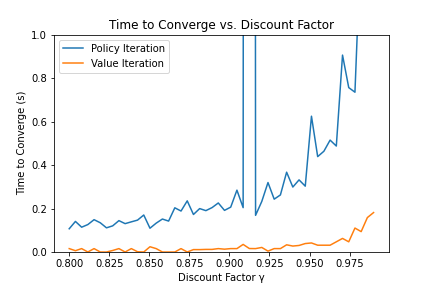 Time to Converge vs. Discount Factor
Policy Iteration
Value Iteration
Time to Converge (s)
1.0
0.8
0.6
0.4
0.2
0.0
0.800 0.825 0.850 0.875 0.900 0.925 0.950 0.975
Discount Factor γ